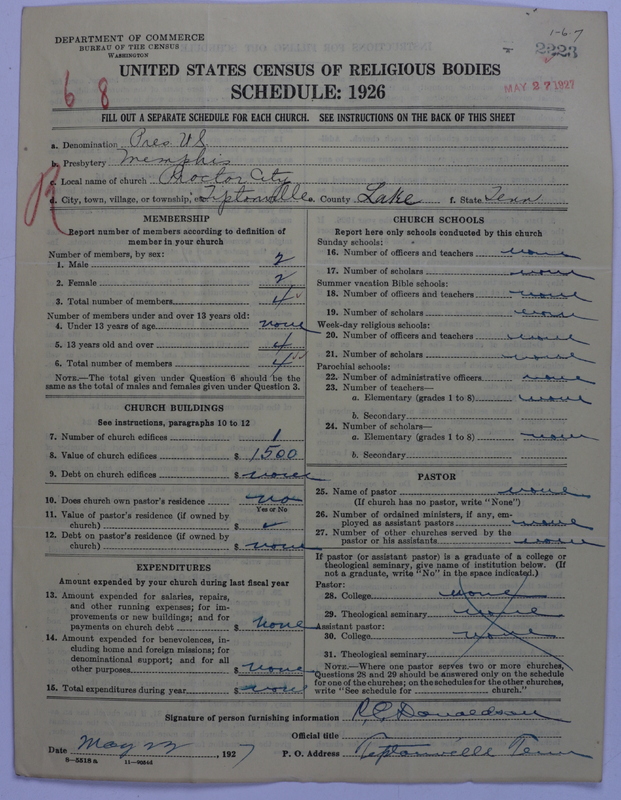 1-6-7
DEPARTMENT OF COMMERCE
BUREAU OF THE CENSUS
WASHINGTON
2223
UNITED STATES CENSUS OF RELIGIOUS BODIES
MAY 27 1927
6 8
SCHEDULE: 1926
FILL OUT A SEPARATE SCHEDULE FOR EACH CHURCH. SEE INSTRUCTIONS ON THE BACK OF THIS SHEET
a. Denomination Pres U.S.
b. Presbytery Memphis
c. Local name of church Proctor City
d. City, town, village, or township, Tiptonville e. County Lake f. State Tenn
MEMBERSHIP
Report number of members according to definition of
member in your church
Number of members, by sex:
1. Male 2
2. Female 2
3. Total number of members 4
Number of members under and over 13 years old:
4. Under 13 years of age none
5. 13 years old and over 4
6. Total number of members 4
NOTE.—The total given under Question 6 should be the
same as the total of males and females given under Question 3.
CHURCH BUILDINGS
See instructions, paragraphs 10 to 12
7. Number of church edifices 1
8. Value of church edifices $ 1500
9. Debt on church edifices $ none
10. Does church own pastor's residence no
Yes or No
11. Value of pastor's residence (if owned by
church) $
12. Debt on pastor's residence (if owned by
church) $ none
EXPENDITURES
Amount expended by your church during last fiscal year
13. Amount expended for salaries, repairs,
and other running expenses; for im-
provements or new buildings; and for
payments on church debt $ none
14. Amount expended for benevolences, in-
cluding home and foreign missions; for
denominational support; and for all
other purposes $ none
15. Total expenditures during year $ none
CHURCH SCHOOLS
Report here only schools conducted by this church
Sunday schools:
16. Number of officers and teachers none
17. Number of scholars none
Summer vacation Bible schools:
18. Number of officers and teachers none
19. Number of scholars none
Week-day religious schools:
20. Number of officers and teachers none
21. Number of scholars none
Parochial schools:
22. Number of administrative officers none
23. Number of teachers—
a. Elementary (grades 1 to 8) none
b. Secondary
24. Number of scholars—
a. Elementary (grades 1 to 8) none
b. Secondary
PASTOR
25. Name of pastor none
(If church has no pastor, write "None")
26. Number of ordained ministers, if any, em-
ployed as assistant pastors none
27. Number of other churches served by the
pastor or his assistants none
If pastor (or assistant pastor) is a graduate of a college or
theological seminary, give name of institution below. (If
not a graduate, write "No" in the space indicated.)
Pastor:
28. College none
29. Theological seminary none
Assistant pastor:
30. College none
31. Theological seminary
NOTE.—Where one pastor serves two or more churches,
Questions 28 and 29 should be answered only on the schedule
for one of the churches; on the schedules for the other churches,
write "See schedule for church."
Signature of person furnishing information R. C. Donaldson
Official title
Date May 22, 1927 P. O. Address Tiptonville Tenn
8-5518 a